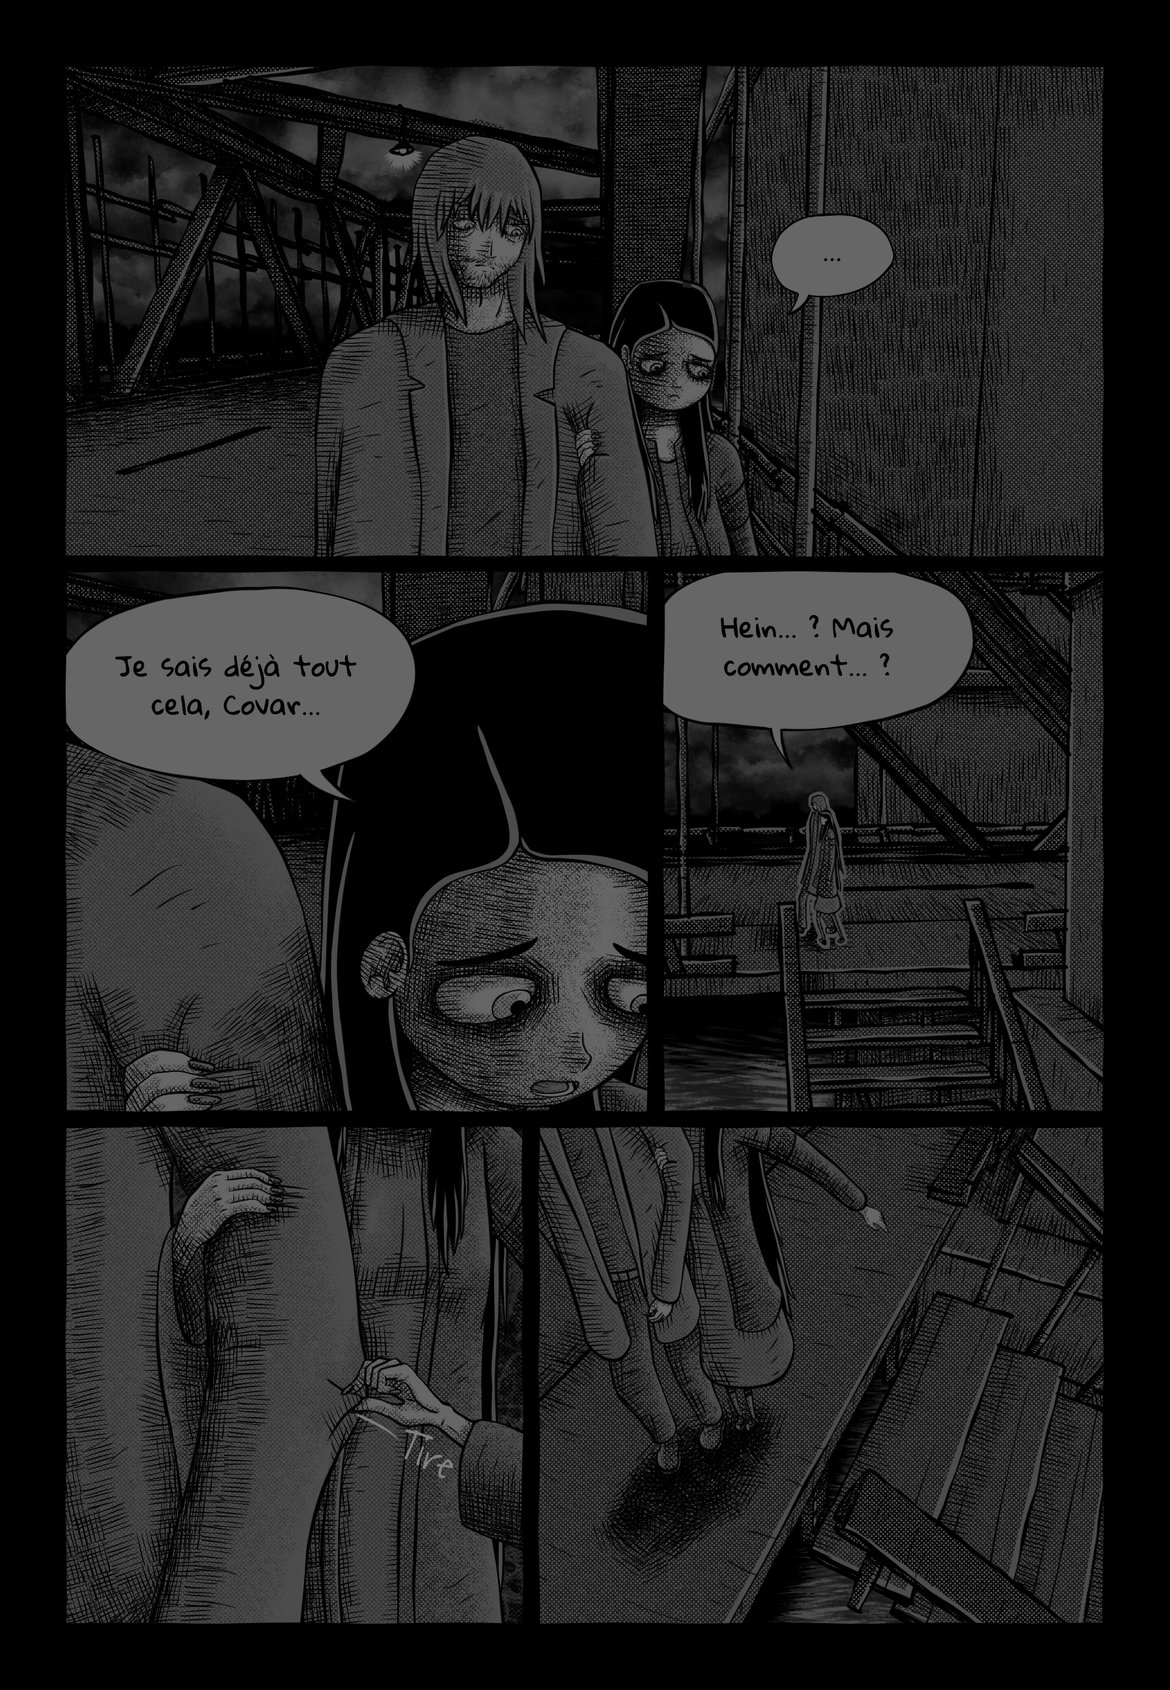 ...
Je sais déjà tout
cela, Covar...
Hein... ? Mais
comment... ?
Tire